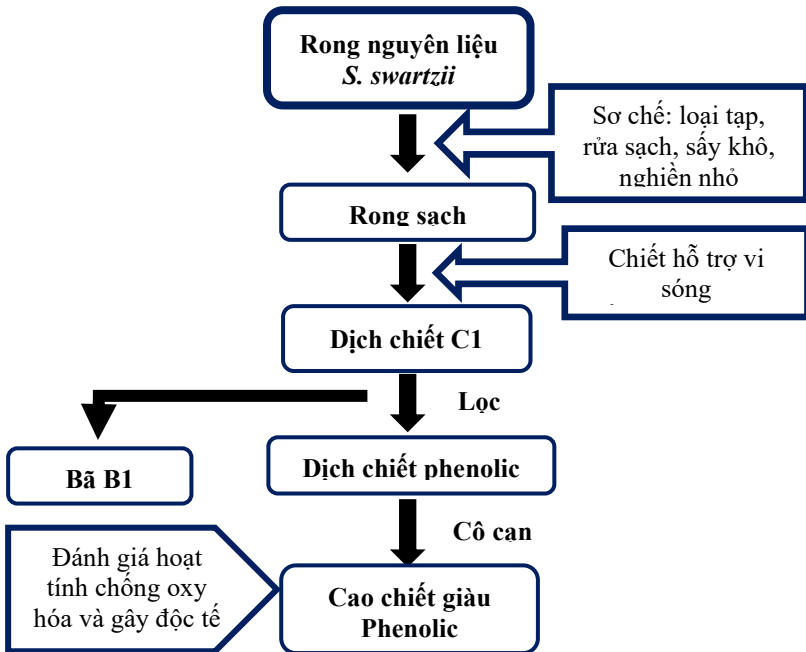 Rong nguyên liệu
S. swartzii
Sơ chế: loại tạp,
rửa sạch, sấy khô,
nghiền nhỏ
Rong sạch
Chiết hỗ trợ vi
sóng
Dịch chiết C1
Lọc
Bã B1
Dịch chiết phenolic
Cô cạn
Đánh giá hoạt
tính chống oxy
hóa và gây độc tế
Cao chiết giàu
Phenolic